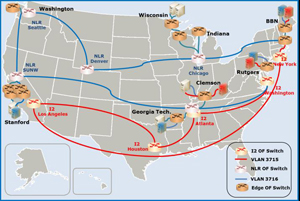 Washington
Wisconsin
BBN
NLR
Seattle
Indiana
NLR
Denver
NLR
Chicago
I2
New York
NLR
SUNW
Clemson
Rutgers
I2
Washington
I2
Los Angeles
Georgia Tech
I2
Atlanta
Stanford
I2
Houston
I2 OF Switch
VLAN 3715
NLR OF Switch
VLAN 3716
Edge OF Switch